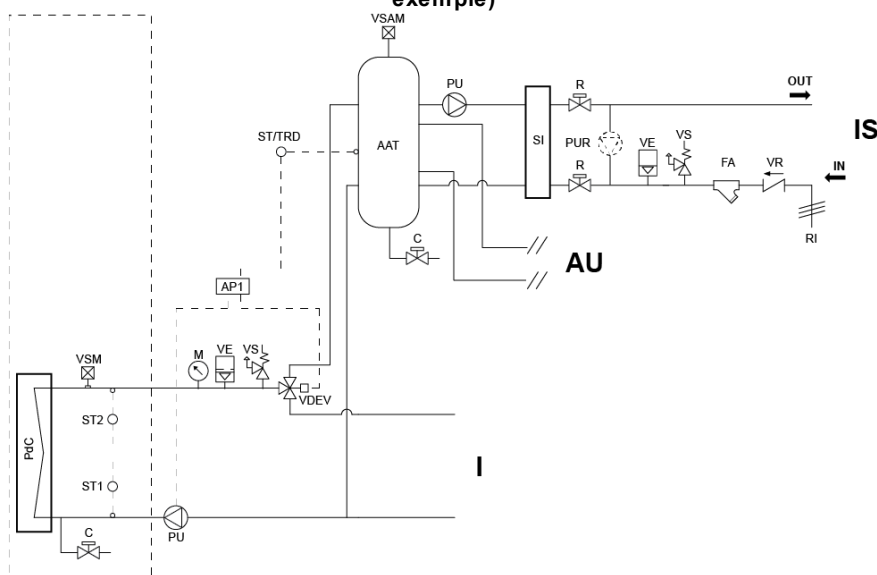 exemple)
VSAM
PU
R
OUT
IS
ST/TRD
AAT
SI
PUR
VE
VS
FA
VR
IN
R
RI
C
AU
AP1
VSM
M
VE
VS
VDEV
ST2
PdC
I
ST1
C
PU